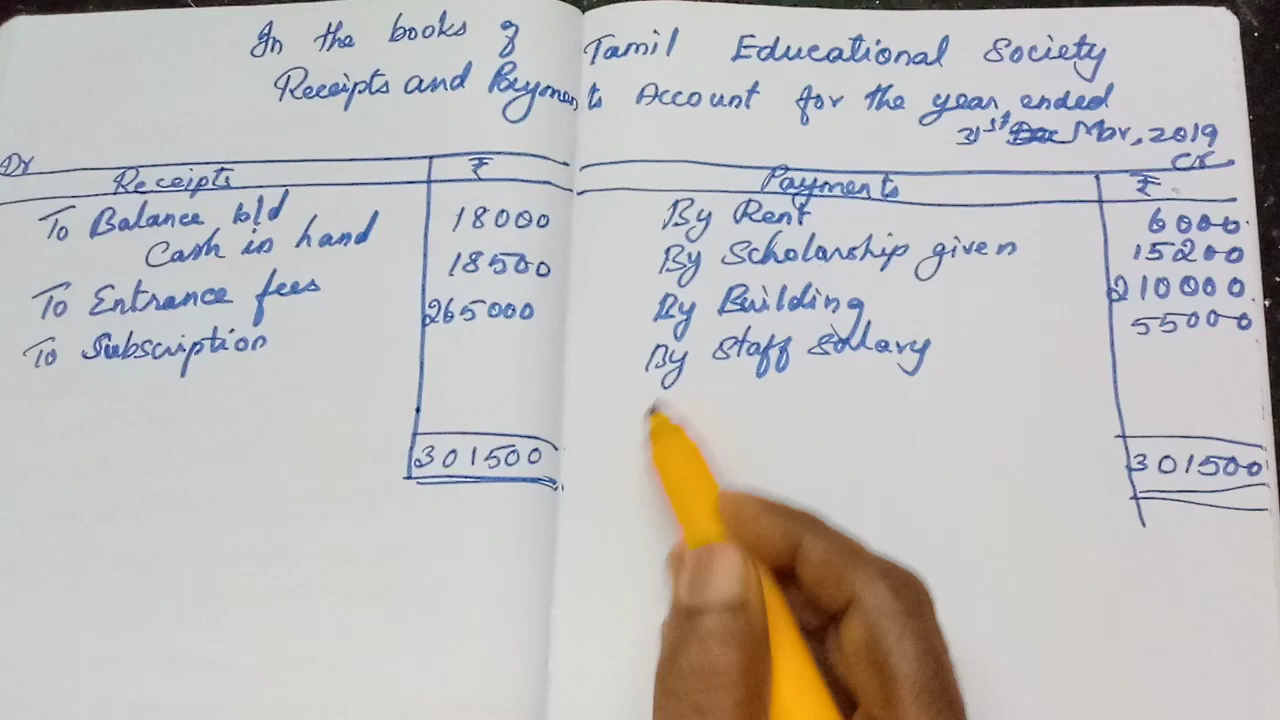 In the books of Tamil Educational Society
Receipts and Payments Account for the year ended
31st Mar, 2019
Dr Cr
Receipts ₹ Payments ₹
To Balance b/d
Cash in hand 18000
To Entrance fees 18500
To Subscription 265000
301500
By Rent 6000
By Scholarship given 15200
By Building 210000
By Staff Salary 55000
301500